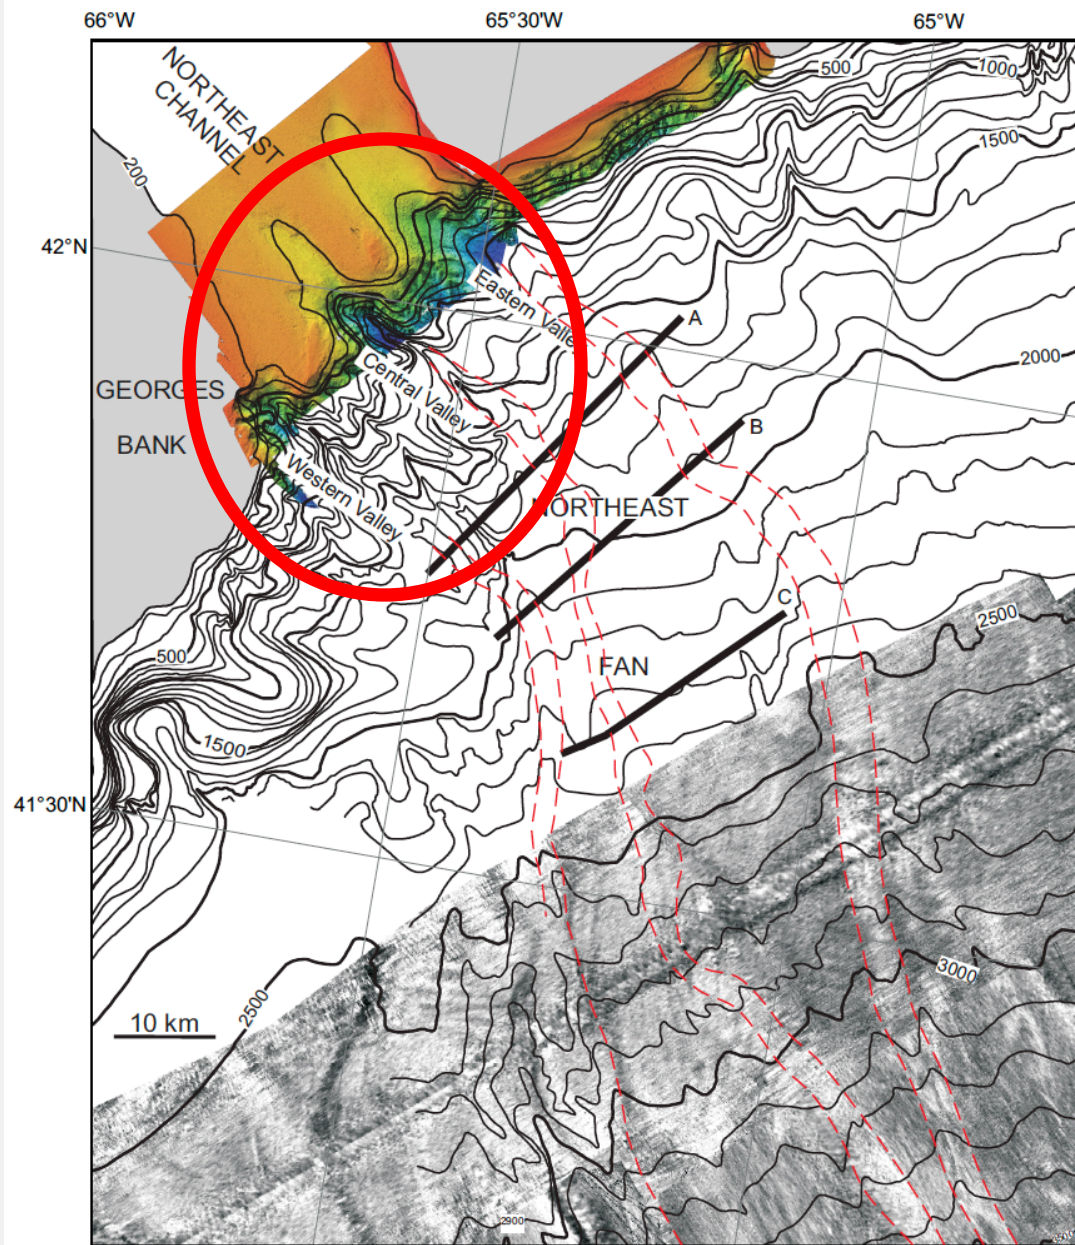 66°W
65°30'W
65°W
NORTHEAST
CHANNEL
500
1000
1500
200
42°N
Eastern Valley
A
2000
GEORGES
BANK
Central Valley
B
Western Valley
NORTHEAST
C
2500
500
FAN
1500
41°30'N
3000
2500
10 km
2900